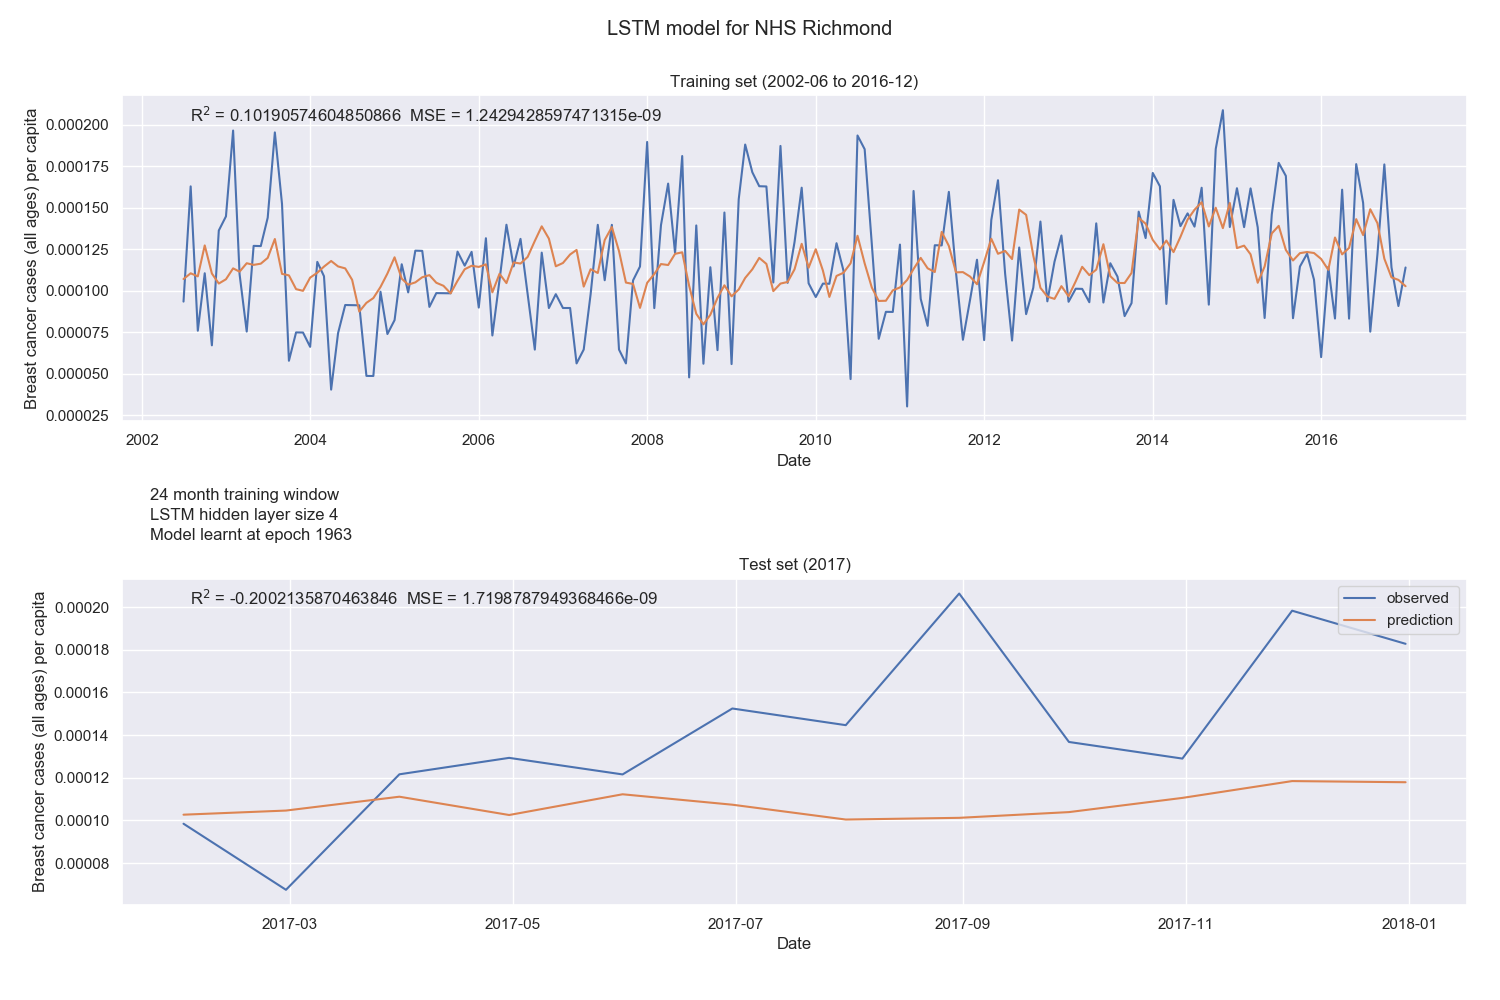 LSTM model for NHS Richmond
Training set (2002-06 to 2016-12)
R² = 0.10190574604850866 MSE = 1.2429428597471315e-09
Breast cancer cases (all ages) per capita
0.000200
0.000175
0.000150
0.000125
0.000100
0.000075
0.000050
0.000025
2002 2004 2006 2008 2010 2012 2014 2016
Date
24 month training window
LSTM hidden layer size 4
Model learnt at epoch 1963
Test set (2017)
R² = -0.2002135870463846 MSE = 1.7198787949368466e-09
observed
prediction
Breast cancer cases (all ages) per capita
0.00020
0.00018
0.00016
0.00014
0.00012
0.00010
0.00008
2017-03 2017-05 2017-07 2017-09 2017-11 2018-01
Date